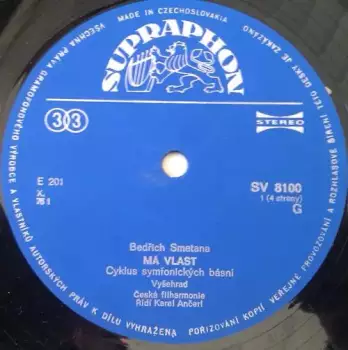 MADE IN CZECHOSLOVAKIA
SUPRAPHON
33
STEREO
E 201
SV 8100
1 (4 strany)
G
Bedřich Smetana
MÁ VLAST
Cyklus symfonických básní
Vyšehrad
Česká filharmonie
Řídí Karel Ančerl
VŠECHNA PRÁVA GRAMOFONOVÉHO VÝROBCE A VLASTNÍKŮ AUTORSKÝCH PRÁV K DÍLU VYHRAZENA
POŘIZOVÁNÍ KOPIÍ VEŘEJNÉ PROVOZOVÁNÍ A ROZHLASOVÉ ŠÍŘENÍ TÉTO DESKY JE ZAKÁZÁNO